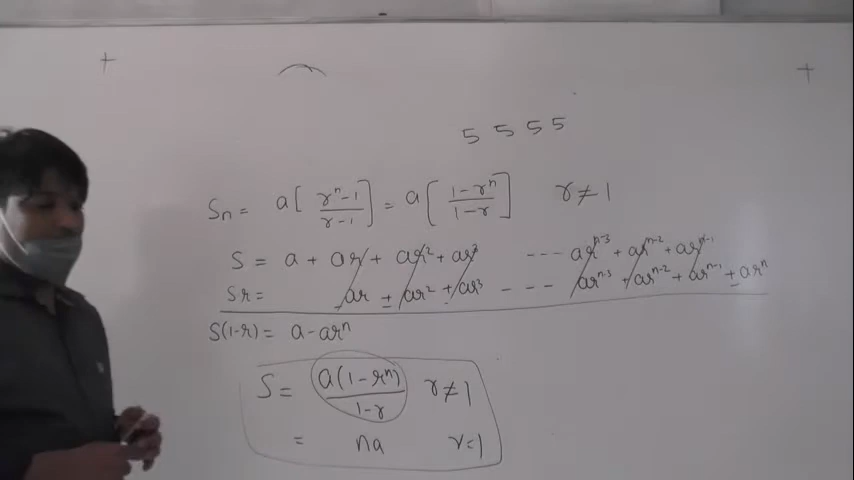 5 5 5 5
Sn = a[ (r^n - 1)/(r - 1) ] = a[ (1 - r^n)/(1 - r) ] r ≠ 1
S = a + ar + ar² + ar³ --- ar^n-3 + ar^n-2 + ar^n-1
Sr = ar + ar² + ar³ - - - ar^n-3 + ar^n-2 + ar^n-1 + ar^n
S(1-r) = a - ar^n
S = a(1 - r^n)/(1 - r) r ≠ 1
= na r = 1